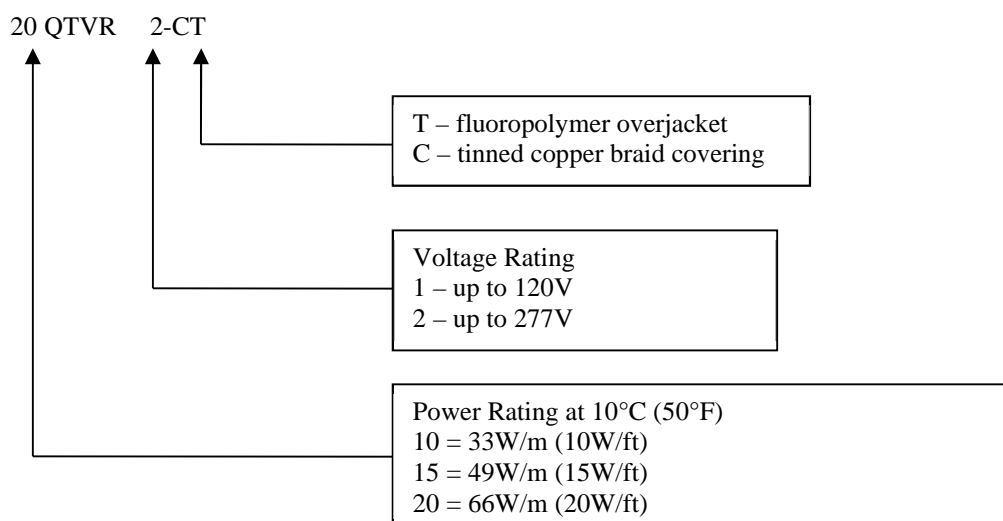 20 QTVR 2-CT
T – fluoropolymer overjacket
C – tinned copper braid covering
Voltage Rating
1 – up to 120V
2 – up to 277V
Power Rating at 10°C (50°F)
10 = 33W/m (10W/ft)
15 = 49W/m (15W/ft)
20 = 66W/m (20W/ft)